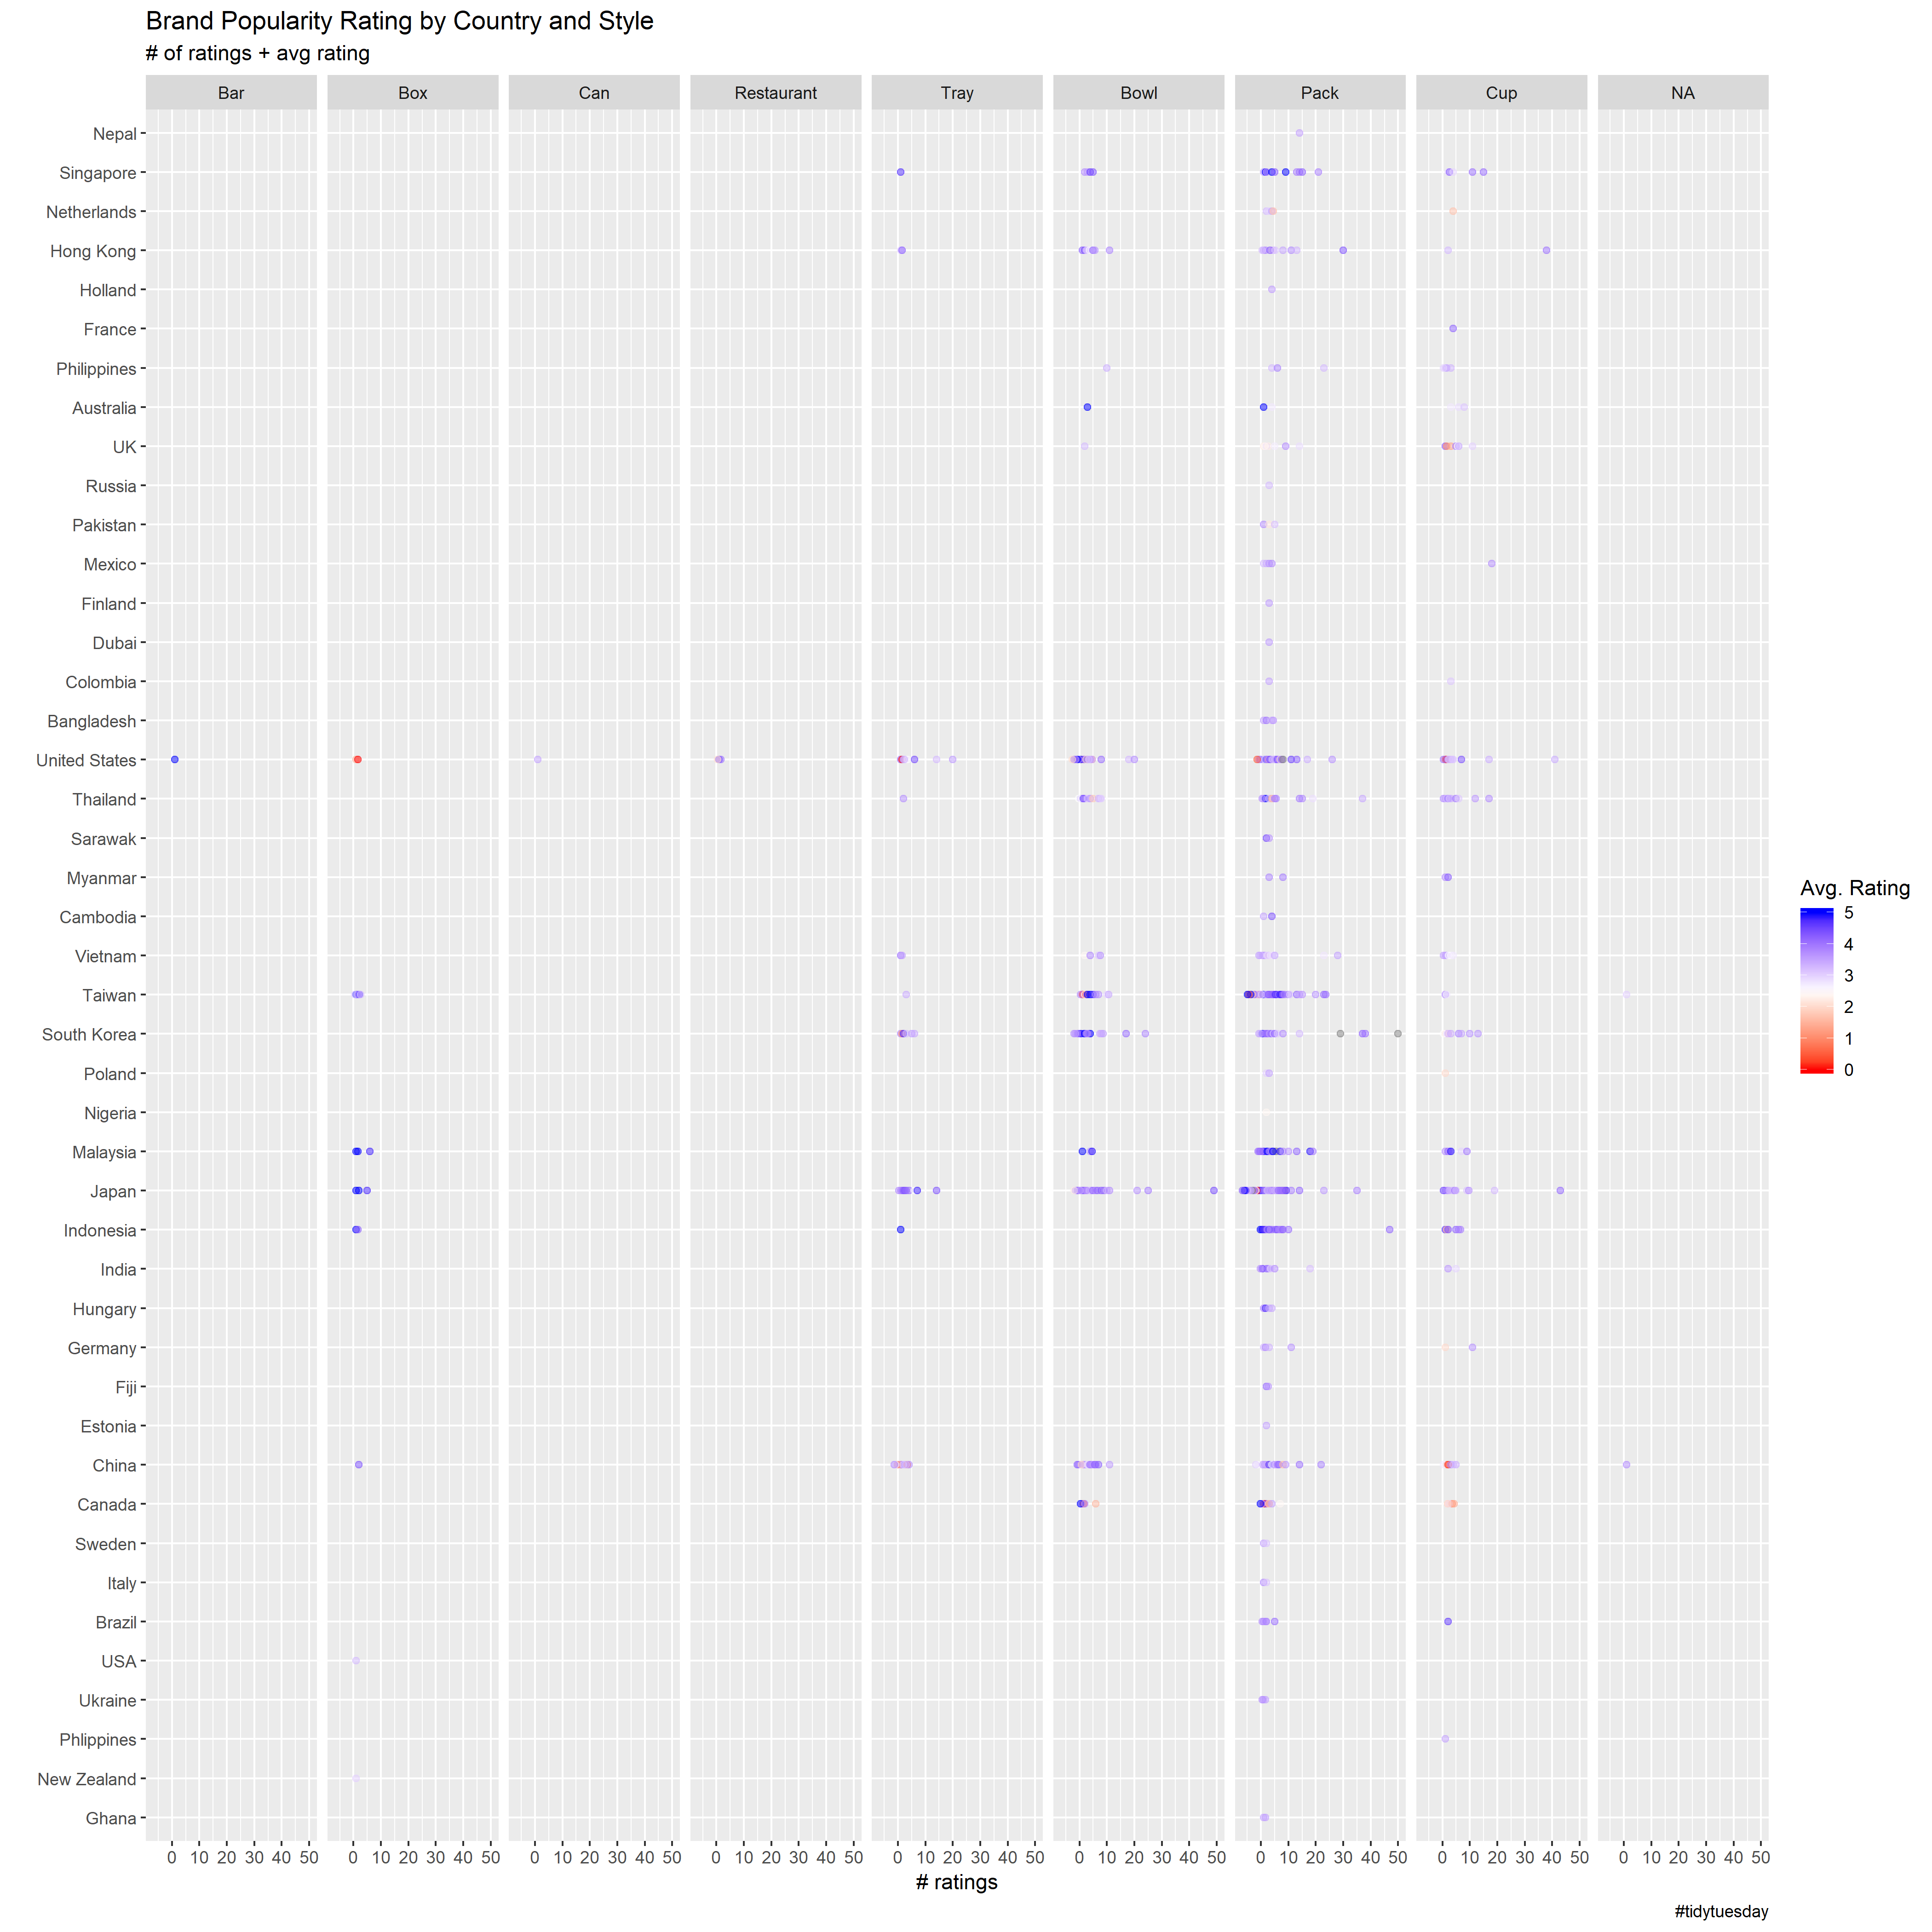 Brand Popularity Rating by Country and Style
# of ratings + avg rating
Bar Box Can Restaurant Tray Bowl Pack Cup NA
Nepal
Singapore
Netherlands
Hong Kong
Holland
France
Philippines
Australia
UK
Russia
Pakistan
Mexico
Finland
Dubai
Colombia
Bangladesh
United States
Thailand
Sarawak
Myanmar
Cambodia
Vietnam
Taiwan
South Korea
Poland
Nigeria
Malaysia
Japan
Indonesia
India
Hungary
Germany
Fiji
Estonia
China
Canada
Sweden
Italy
Brazil
USA
Ukraine
Phlippines
New Zealand
Ghana
0 10 20 30 40 50 0 10 20 30 40 50 0 10 20 30 40 50 0 10 20 30 40 50 0 10 20 30 40 50 0 10 20 30 40 50 0 10 20 30 40 50 0 10 20 30 40 50 0 10 20 30 40 50
# ratings
Avg. Rating
5
4
3
2
1
0
#tidytuesday